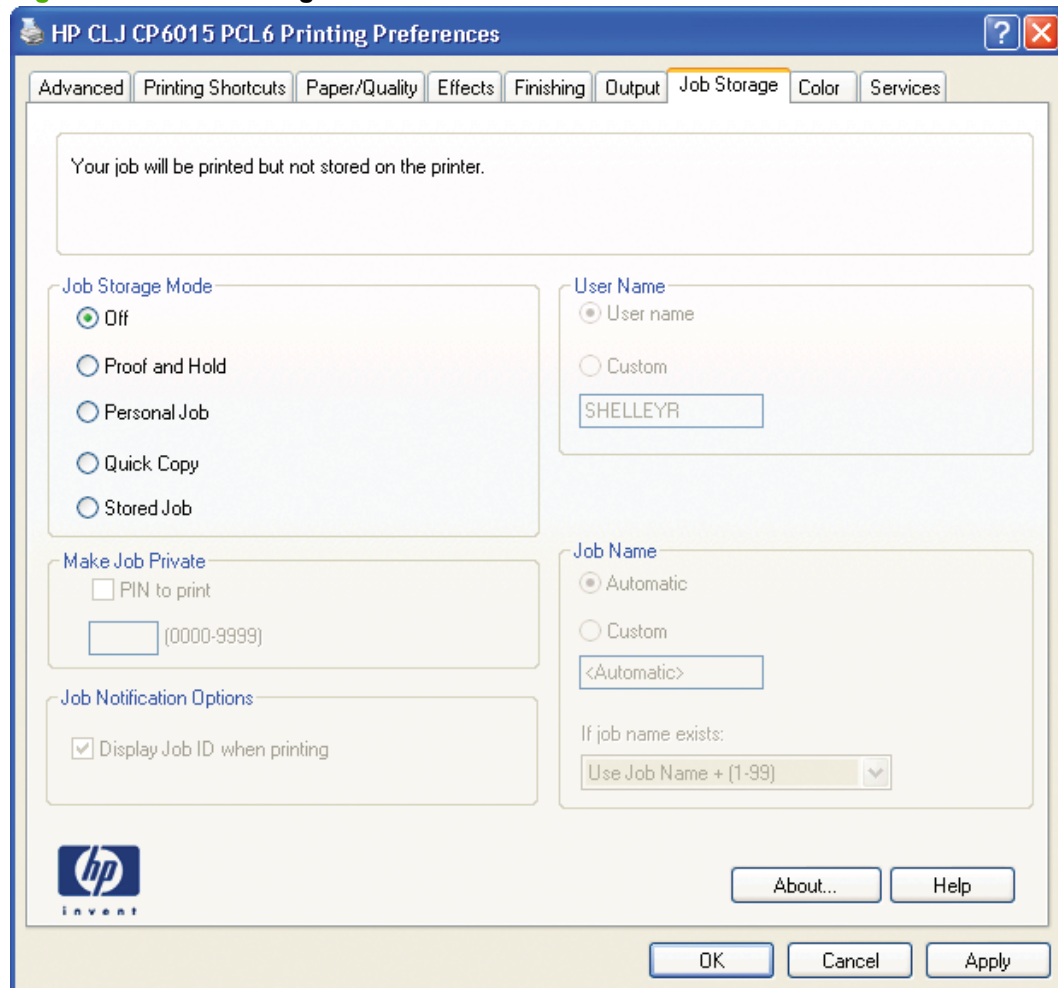 HP CLJ CP6015 PCL6 Printing Preferences
Advanced Printing Shortcuts Paper/Quality Effects Finishing Output Job Storage Color Services
Your job will be printed but not stored on the printer.
Job Storage Mode
Off
Proof and Hold
Personal Job
Quick Copy
Stored Job
User Name
User name
Custom
SHELLEYR
Make Job Private
PIN to print
(0000-9999)
Job Name
Automatic
Custom
<Automatic>
If job name exists:
Use Job Name + (1-99)
Job Notification Options
Display Job ID when printing
hp
invent
About...
Help
OK
Cancel
Apply